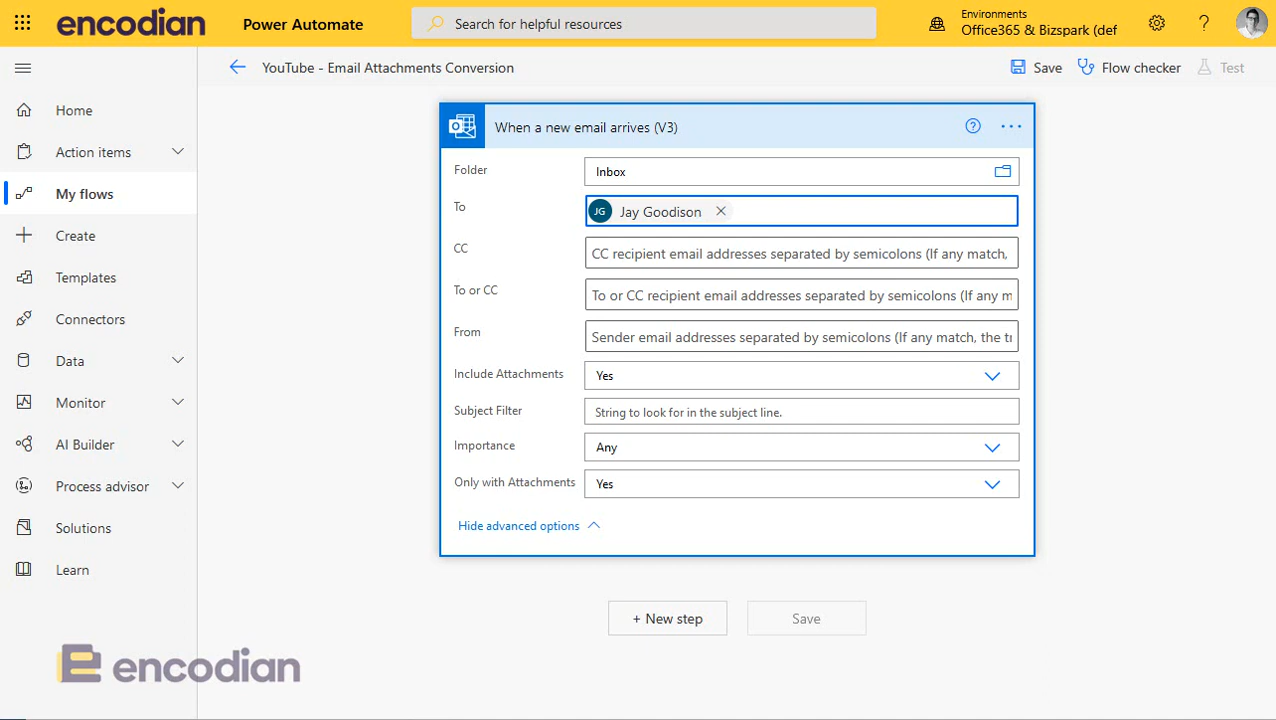 encodian
Power Automate
Search for helpful resources
Environments
Office365 & Bizspark (def
?
YouTube - Email Attachments Conversion
Save
Flow checker
Test
Home
Action items
My flows
Create
Templates
Connectors
Data
Monitor
AI Builder
Process advisor
Solutions
Learn
When a new email arrives (V3)
?
...
Folder
Inbox
To
JG Jay Goodison
CC
CC recipient email addresses separated by semicolons (If any match,
To or CC
To or CC recipient email addresses separated by semicolons (If any m
From
Sender email addresses separated by semicolons (If any match, the tr
Include Attachments
Yes
Subject Filter
String to look for in the subject line.
Importance
Any
Only with Attachments
Yes
Hide advanced options
+ New step
Save
encodian